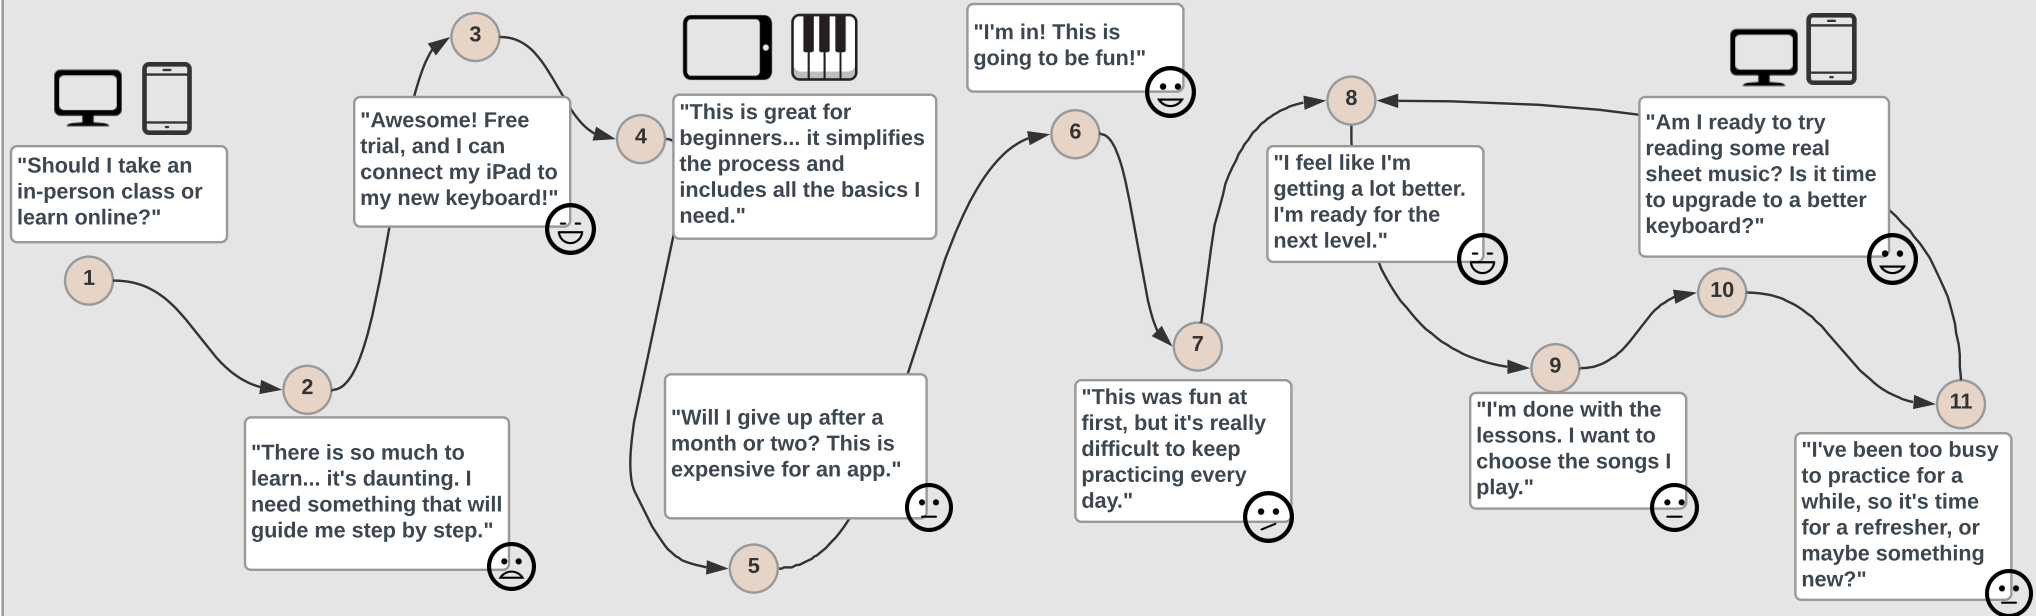 "Should I take an
in-person class or
learn online?"
1
2
"There is so much to
learn... it's daunting. I
need something that will
guide me step by step."
3
"Awesome! Free
trial, and I can
connect my iPad to
my new keyboard!"
4
"This is great for
beginners... it simplifies
the process and
includes all the basics I
need."
"Will I give up after a
month or two? This is
expensive for an app."
5
"I'm in! This is
going to be fun!"
6
7
"This was fun at
first, but it's really
difficult to keep
practicing every
day."
8
"I feel like I'm
getting a lot better.
I'm ready for the
next level."
9
"I'm done with the
lessons. I want to
choose the songs I
play."
"Am I ready to try
reading some real
sheet music? Is it time
to upgrade to a better
keyboard?"
10
11
"I've been too busy
to practice for a
while, so it's time
for a refresher, or
maybe something
new?"